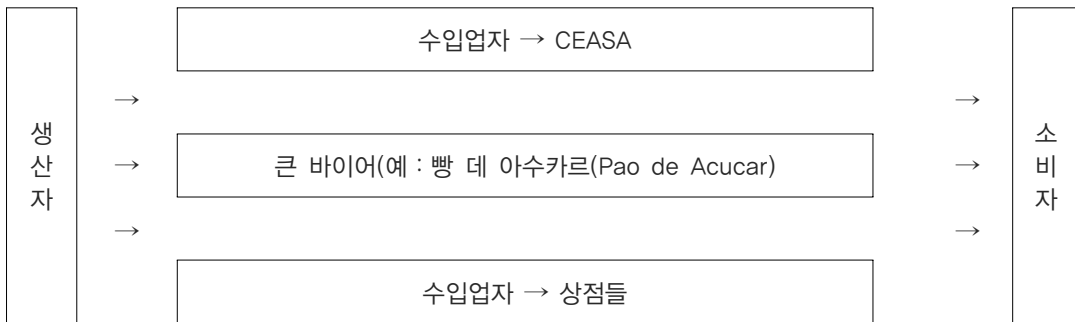 생산자
수입업자 → CEASA
→ →
→ 큰 바이어(예 : 빵 데 아수카르(Pao de Acucar) →
→ →
수입업자 → 상점들
소비자